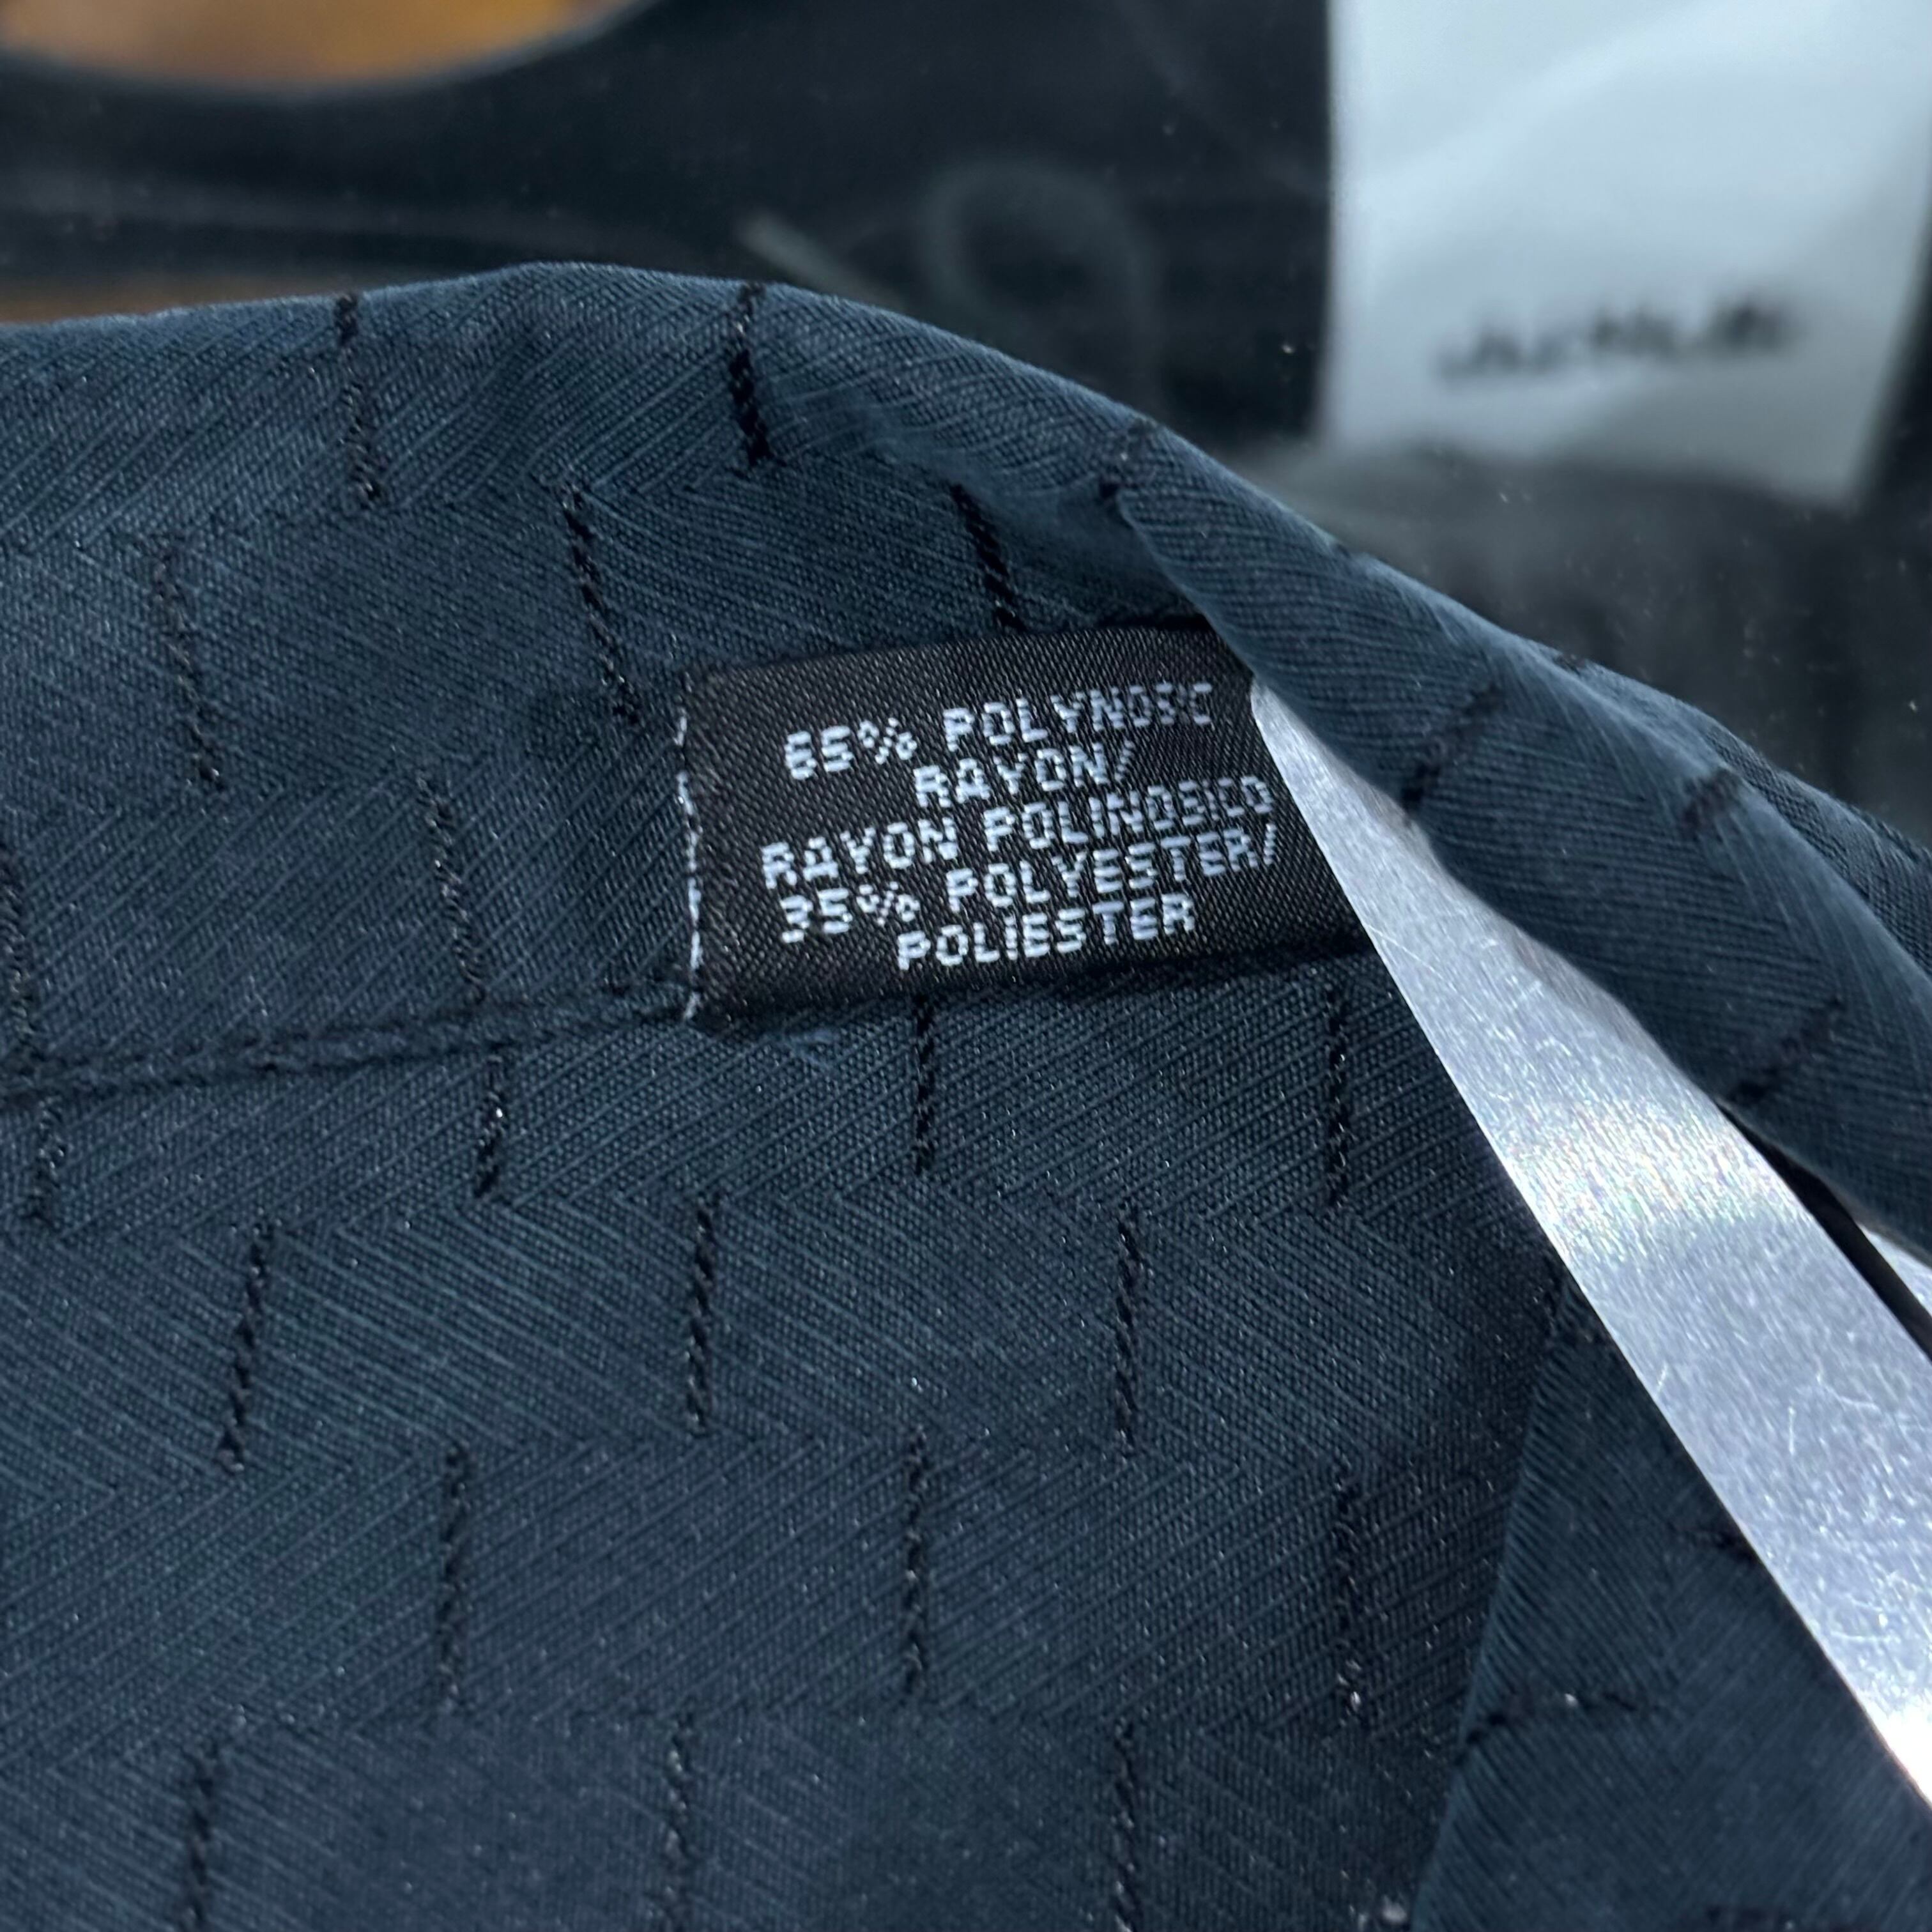 65% POLYNOSIC
RAYON/
RAYON POLINOSICO
35% POLYESTER/
POLIESTER